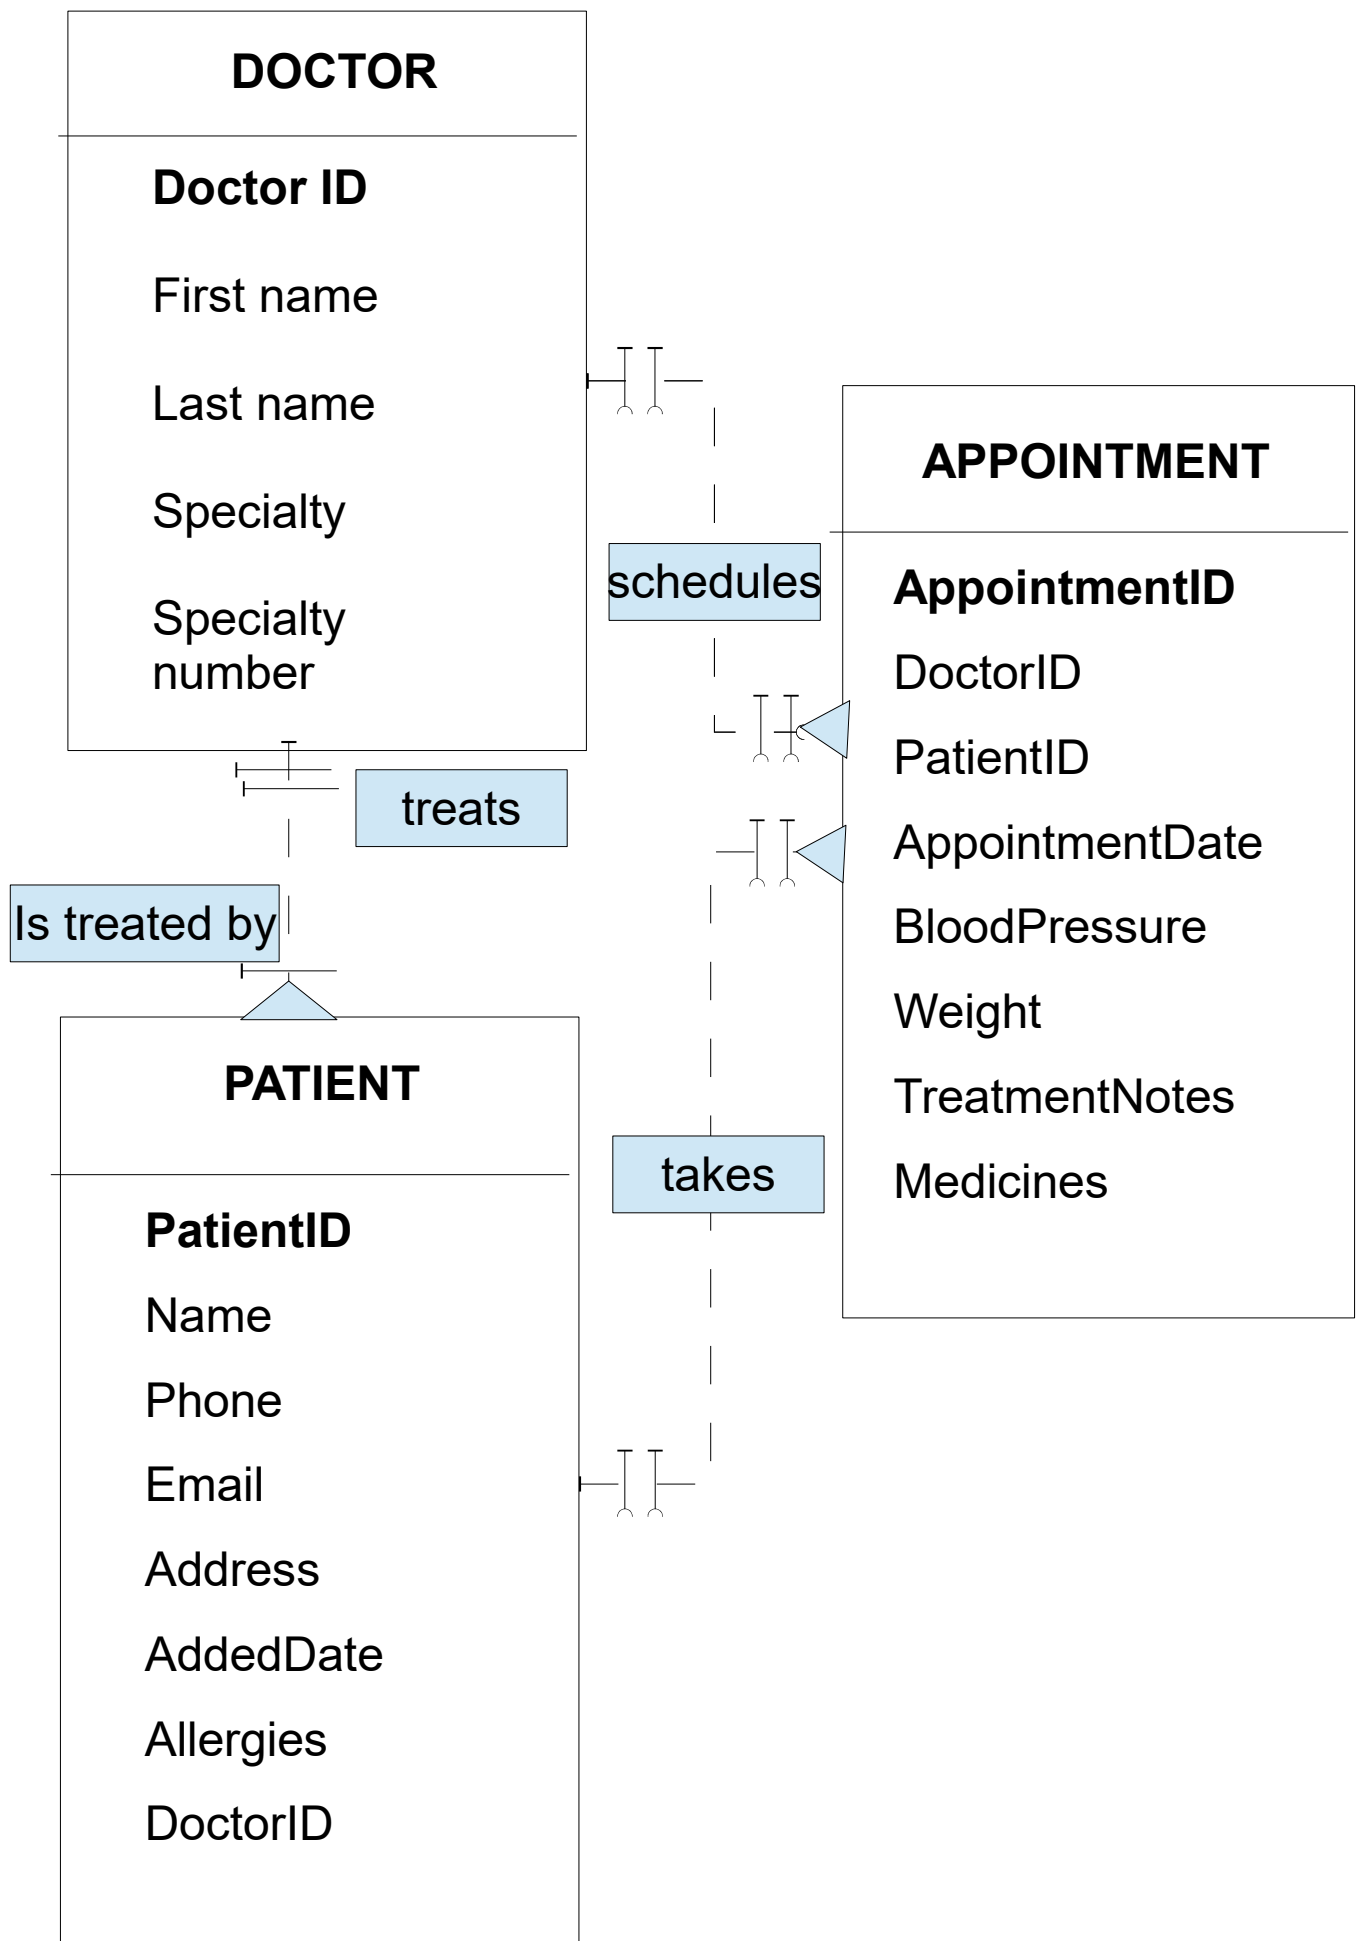 DOCTOR
Doctor ID
First name
Last name
Specialty
Specialty
number
schedules
treats
Is treated by
APPOINTMENT
AppointmentID
DoctorID
PatientID
AppointmentDate
BloodPressure
Weight
TreatmentNotes
Medicines
takes
PATIENT
PatientID
Name
Phone
Email
Address
AddedDate
Allergies
DoctorID